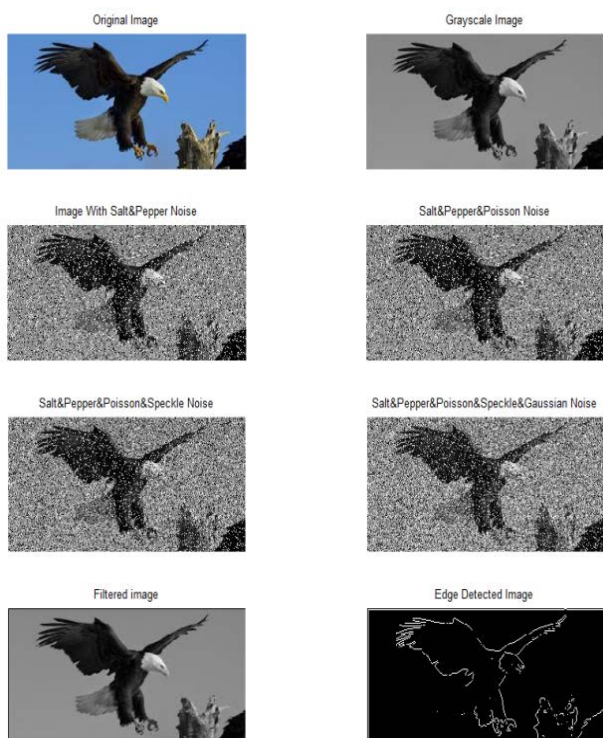 Original Image
Grayscale Image
Image With Salt&Pepper Noise
Salt&Pepper&Poisson Noise
Salt&Pepper&Poisson&Speckle Noise
Salt&Pepper&Poisson&Speckle&Gaussian Noise
Filtered image
Edge Detected Image